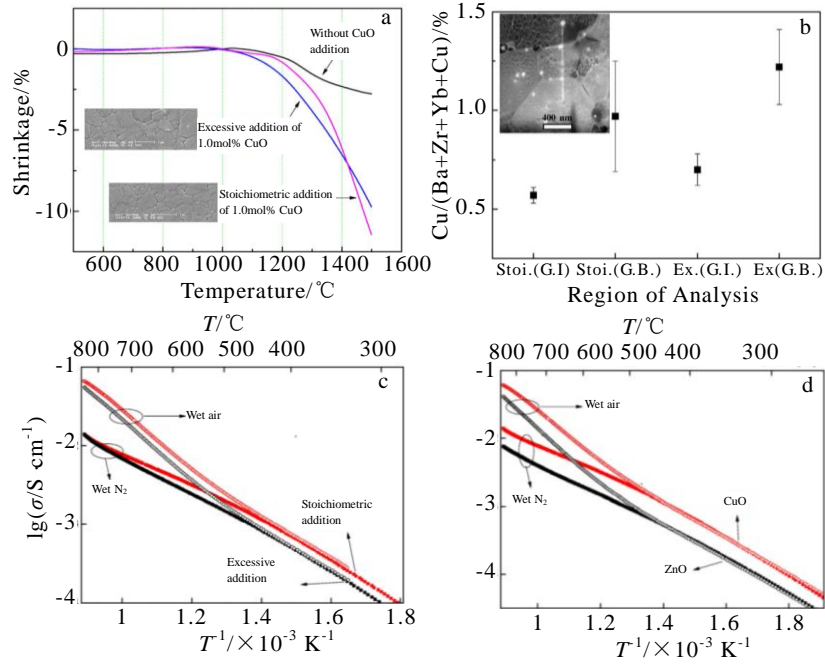 a
Shrinkage/%
0
-5
-10
Without CuO
addition
Excessive addition of
1.0mol% CuO
Stoichiometric addition
of 1.0mol% CuO
600 800 1000 1200 1400 1600
Temperature/℃
b
Cu/(Ba+Zr+Yb+Cu)/%
1.5
1.0
0.5
400 nm
Stoi.(G.I) Stoi.(G.B.) Ex.(G.I.) Ex(G.B.)
Region of Analysis
T/℃
800 700 600 500 400 300
c
lg(σ/S·cm⁻¹)
-1
-2
-3
-4
Wet air
Wet N₂
Stoichiometric
addition
Excessive
addition
1 1.2 1.4 1.6 1.8
T⁻¹/×10⁻³ K⁻¹
T/℃
800 700 600 500 400 300
d
-1
-2
-3
-4
Wet air
Wet N₂
CuO
ZnO
1 1.2 1.4 1.6 1.8
T⁻¹/×10⁻³ K⁻¹